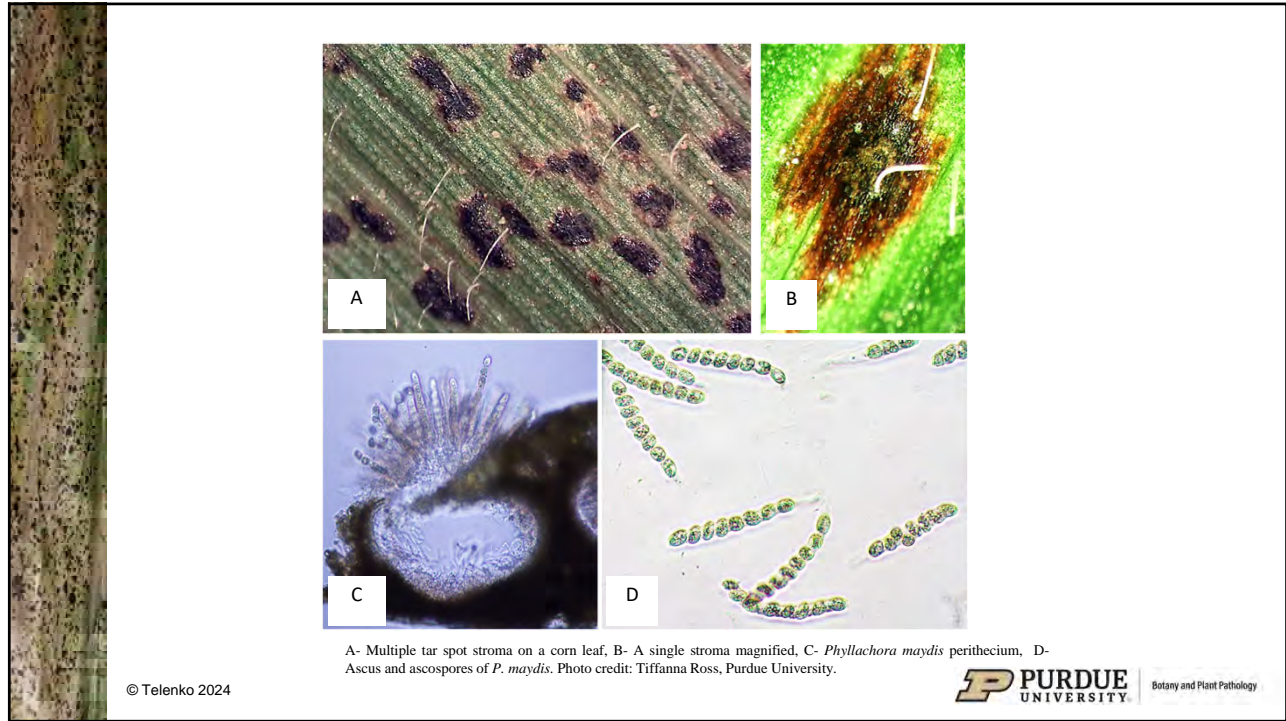 A
B
C
D
A- Multiple tar spot stroma on a corn leaf, B- A single stroma magnified, C- Phyllachora maydis perithecium, D-
Ascus and ascospores of P. maydis. Photo credit: Tiffanna Ross, Purdue University.
© Telenko 2024
PURDUE
UNIVERSITY
Botany and Plant Pathology